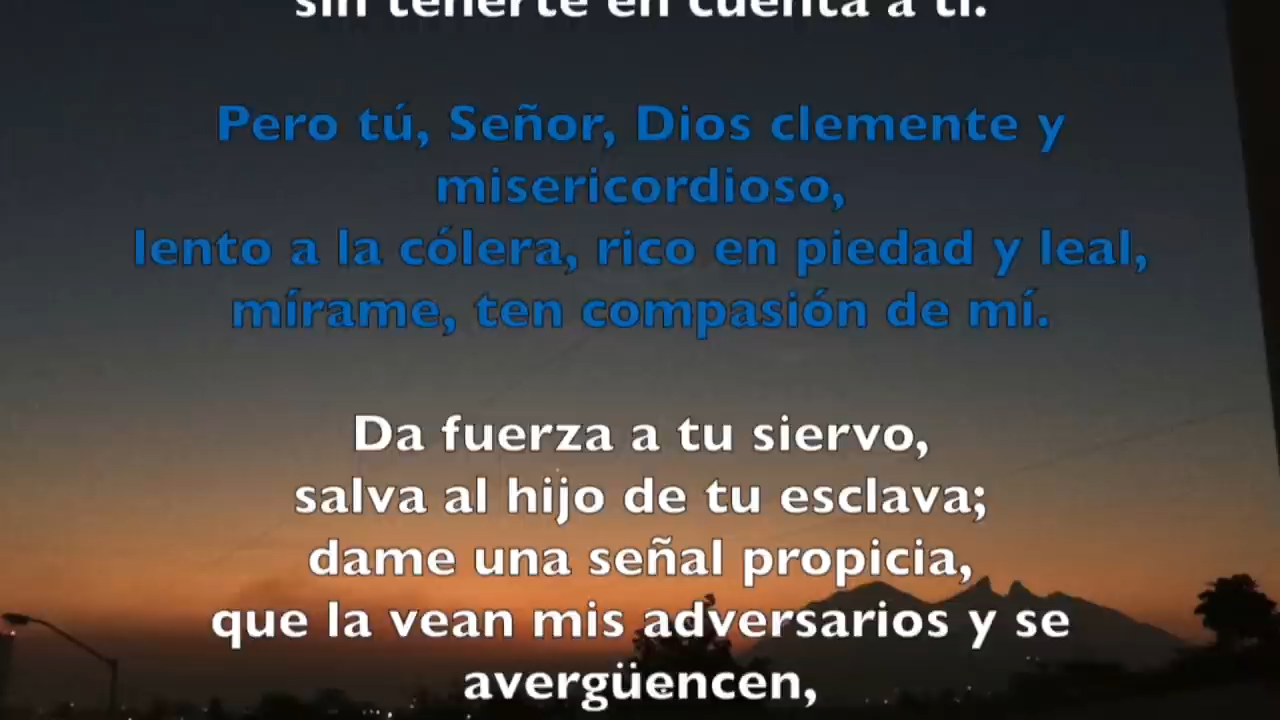 sin tenerte en cuenta a ti.
Pero tú, Señor, Dios clemente y
misericordioso,
lento a la cólera, rico en piedad y leal,
mírame, ten compasión de mí.
Da fuerza a tu siervo,
salva al hijo de tu esclava;
dame una señal propicia,
que la vean mis adversarios y se
avergüencen,